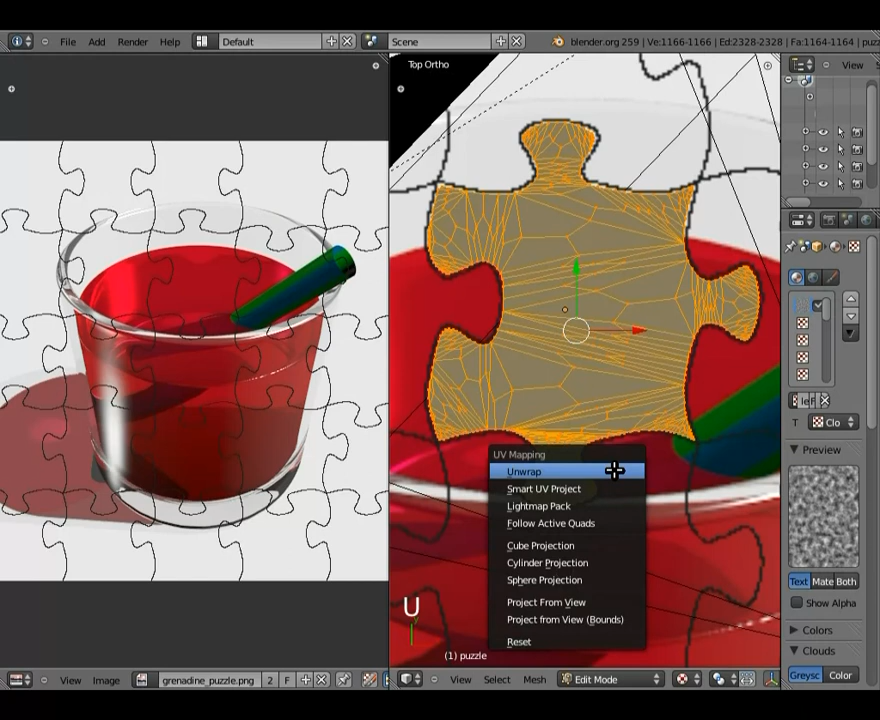 File Add Render Help Default Scene blender.org 259 | Ve:1166-1166 | Ed:2328-2328 | Fa:1164-1164 | puzz
Top Ortho
View
UV Mapping
Unwrap
Smart UV Project
Lightmap Pack
Follow Active Quads
Cube Projection
Cylinder Projection
Sphere Projection
Project From View
Project from View (Bounds)
Reset
U
(1) puzzle
T Clo
Preview
Text Mate Both
Show Alpha
Colors
Clouds
Greysc Color
View Image grenadine_puzzle.png 2 F View Select Mesh Edit Mode